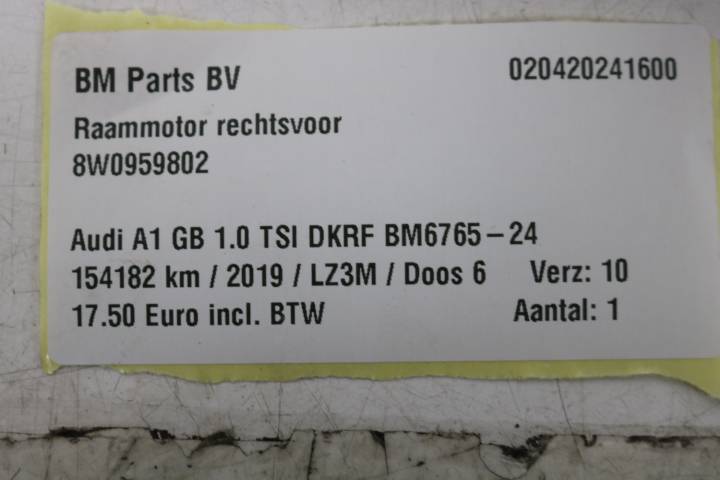 BM Parts BV 020420241600
Raammotor rechtsvoor
8W0959802
Audi A1 GB 1.0 TSI DKRF BM6765-24
154182 km / 2019 / LZ3M / Doos 6 Verz: 10
17.50 Euro incl. BTW Aantal: 1